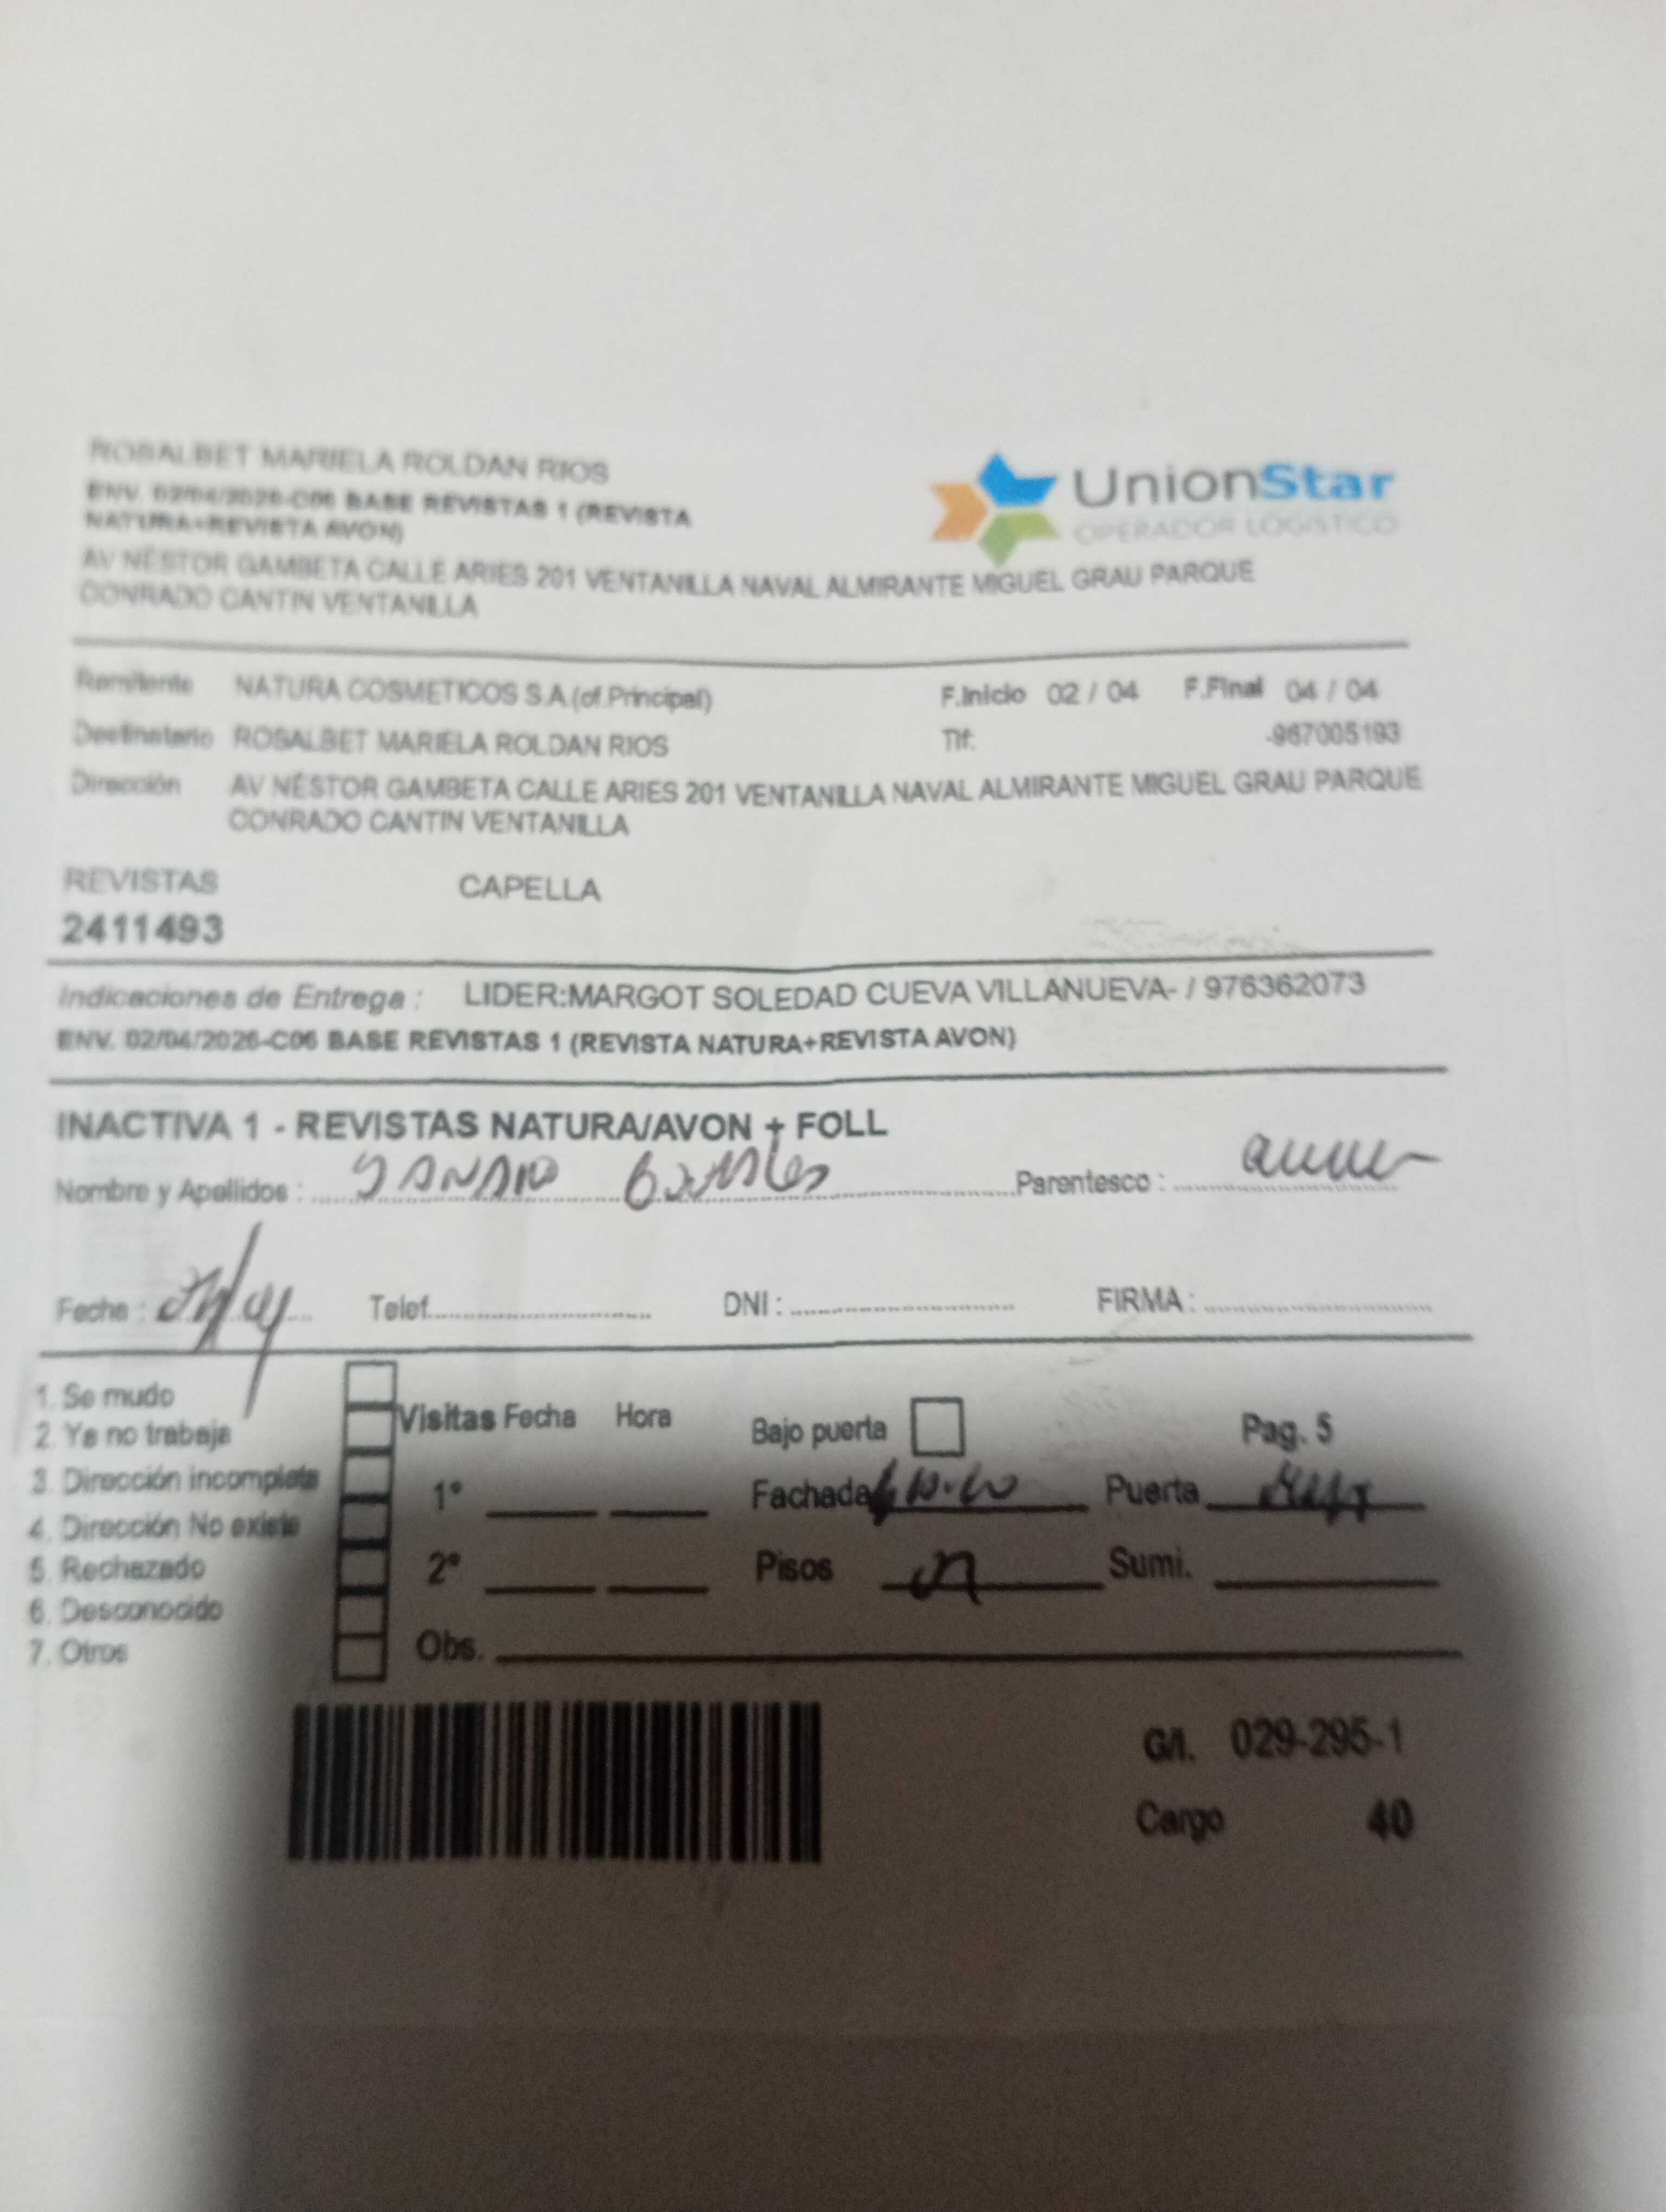 ROSALBET MARIELA ROLDAN RIOS
ENV. 02/04/2026-C06 BASE REVISTAS 1 (REVISTA
NATURA+REVISTA AVON)
UnionStar
OPERADOR LOGISTICO
AV NÉSTOR GAMBETA CALLE ARIES 201 VENTANILLA NAVAL ALMIRANTE MIGUEL GRAU PARQUE
CONRADO CANTIN VENTANILLA
Remitente NATURA COSMETICOS S.A.(of.Principal) F.Inicio 02 / 04 F.Final 04 / 04
Destinatario ROSALBET MARIELA ROLDAN RIOS Tlf: -967005193
Dirección AV NÉSTOR GAMBETA CALLE ARIES 201 VENTANILLA NAVAL ALMIRANTE MIGUEL GRAU PARQUE
CONRADO CANTIN VENTANILLA
REVISTAS CAPELLA
2411493
Indicaciones de Entrega : LIDER:MARGOT SOLEDAD CUEVA VILLANUEVA- / 976362073
ENV. 02/04/2026-C06 BASE REVISTAS 1 (REVISTA NATURA+REVISTA AVON)
INACTIVA 1 - REVISTAS NATURA/AVON + FOLL
Nombre y Apellidos : Parentesco :
Fecha : Telef. DNI : FIRMA :
1. Se mudo
2. Ya no trabaja
3. Dirección incompleta
4. Dirección No existe
5. Rechazado
6. Desconocido
7. Otros
Visitas Fecha Hora Bajo puerta Pag. 5
1° Fachada Puerta
2° Pisos Sumi.
Obs.
G/I. 029-295-1
Cargo 40